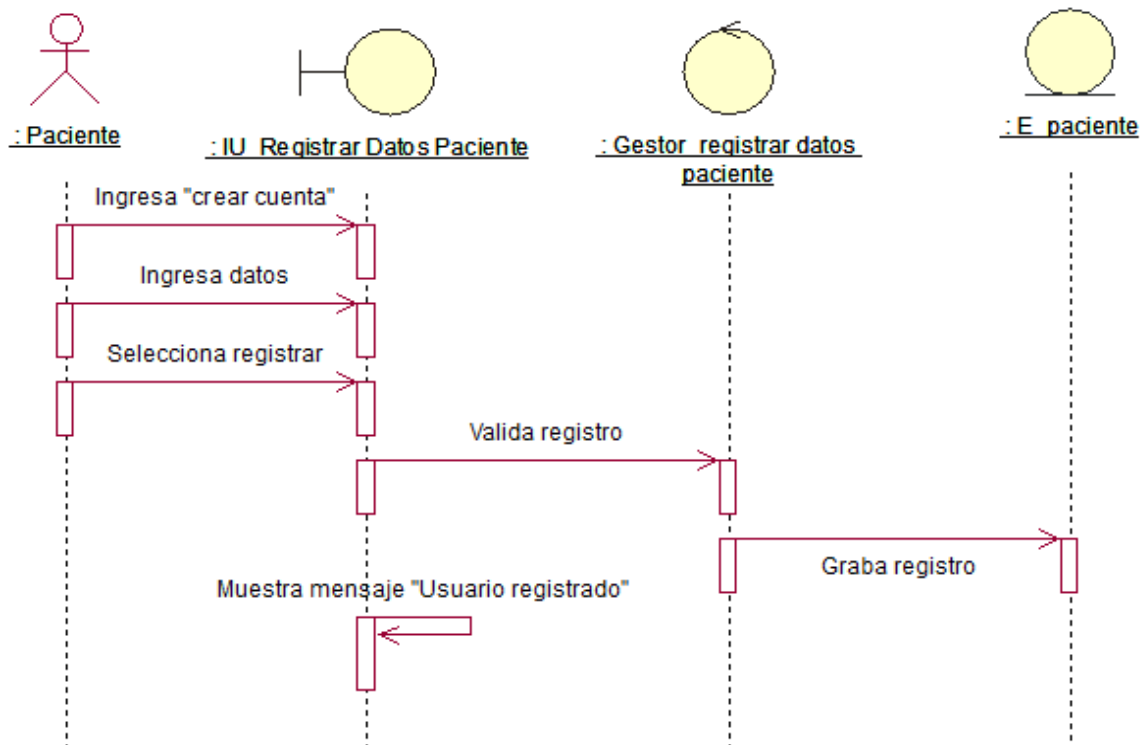 : Paciente
: IU_Registrar Datos Paciente
: Gestor_registrar datos
paciente
: E_paciente
Ingresa "crear cuenta"
Ingresa datos
Selecciona registrar
Valida registro
Graba registro
Muestra mensaje "Usuario registrado"